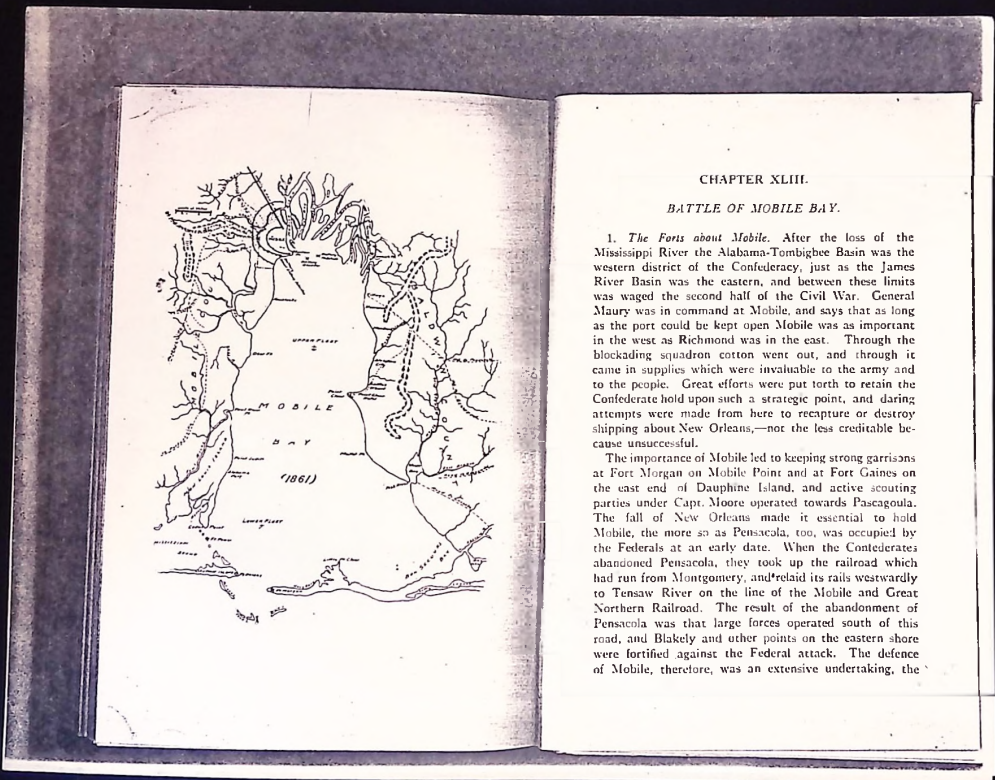 UPPER FLEET
MOBILE
BAY
(1861)
LOWER FLEET
MISSISSIPPI
SOUND
CHAPTER XLIII.
BATTLE OF MOBILE BAY.
1. The Forts about Mobile. After the loss of the
Mississippi River the Alabama-Tombigbee Basin was the
western district of the Confederacy, just as the James
River Basin was the eastern, and between these limits
was waged the second half of the Civil War. General
Maury was in command at Mobile, and says that as long
as the port could be kept open Mobile was as important
in the west as Richmond was in the east. Through the
blockading squadron cotton went out, and through it
came in supplies which were invaluable to the army and
to the people. Great efforts were put forth to retain the
Confederate hold upon such a strategic point, and daring
attempts were made from here to recapture or destroy
shipping about New Orleans,—not the less creditable be-
cause unsuccessful.
The importance of Mobile led to keeping strong garrisons
at Fort Morgan on Mobile Point and at Fort Gaines on
the east end of Dauphine Island, and active scouting
parties under Capt. Moore operated towards Pascagoula.
The fall of New Orleans made it essential to hold
Mobile, the more so as Pensacola, too, was occupied by
the Federals at an early date. When the Confederates
abandoned Pensacola, they took up the railroad which
had run from Montgomery, and relaid its rails westwardly
to Tensaw River on the line of the Mobile and Great
Northern Railroad. The result of the abandonment of
Pensacola was that large forces operated south of this
road, and Blakely and other points on the eastern shore
were fortified against the Federal attack. The defence
of Mobile, therefore, was an extensive undertaking, the